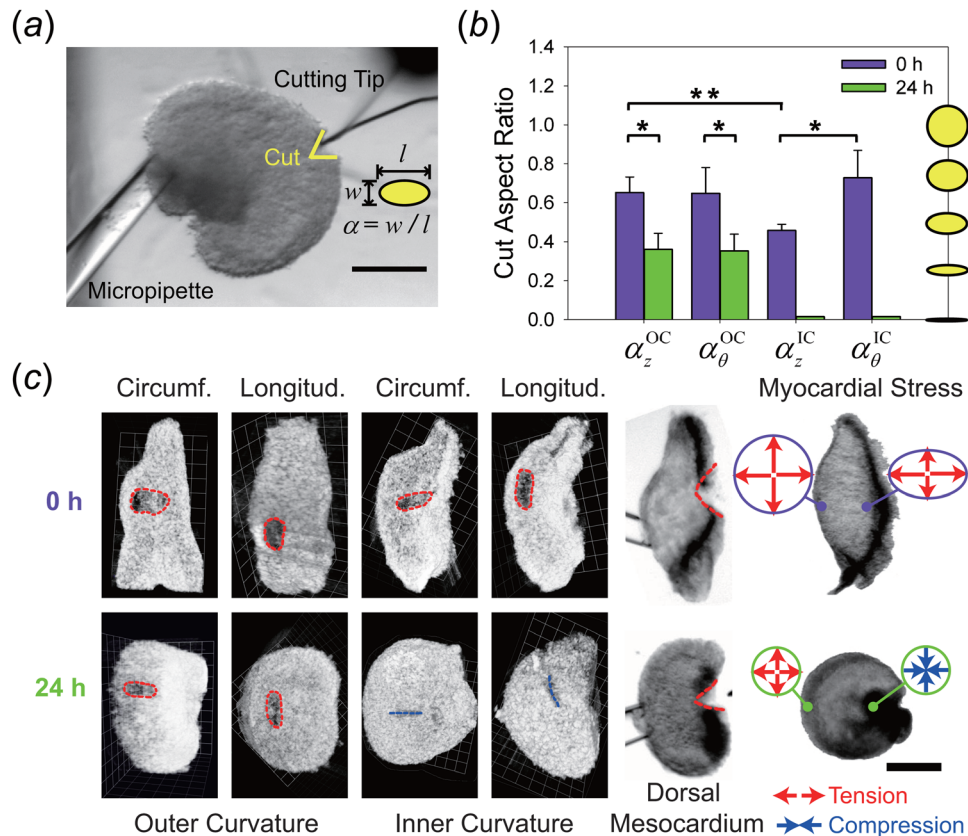 (a)
Cutting Tip
Cut
l
w
α = w / l
Micropipette
(b)
Cut Aspect Ratio
1.4
1.2
1.0
0.8
0.6
0.4
0.2
0.0
0 h
24 h
* *
*
*
*
α_z^OC α_θ^OC α_z^IC α_θ^IC
(c)
Circumf. Longitud. Circumf. Longitud. Myocardial Stress
0 h
24 h
Outer Curvature Inner Curvature
Dorsal
Mesocardium
Tension
Compression